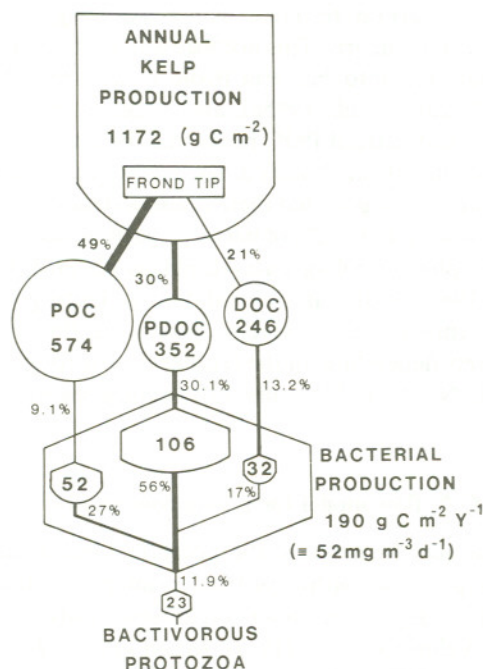 ANNUAL
KELP
PRODUCTION
1172 (g C m⁻²)
FROND TIP
49%
30%
21%
POC
574
PDOC
352
DOC
246
9.1%
30.1%
13.2%
106
52
32
27%
56%
17%
BACTERIAL
PRODUCTION
190 g C m⁻² Y⁻¹
(≡ 52mg m⁻³ d⁻¹)
11.9%
23
BACTIVOROUS
PROTOZOA